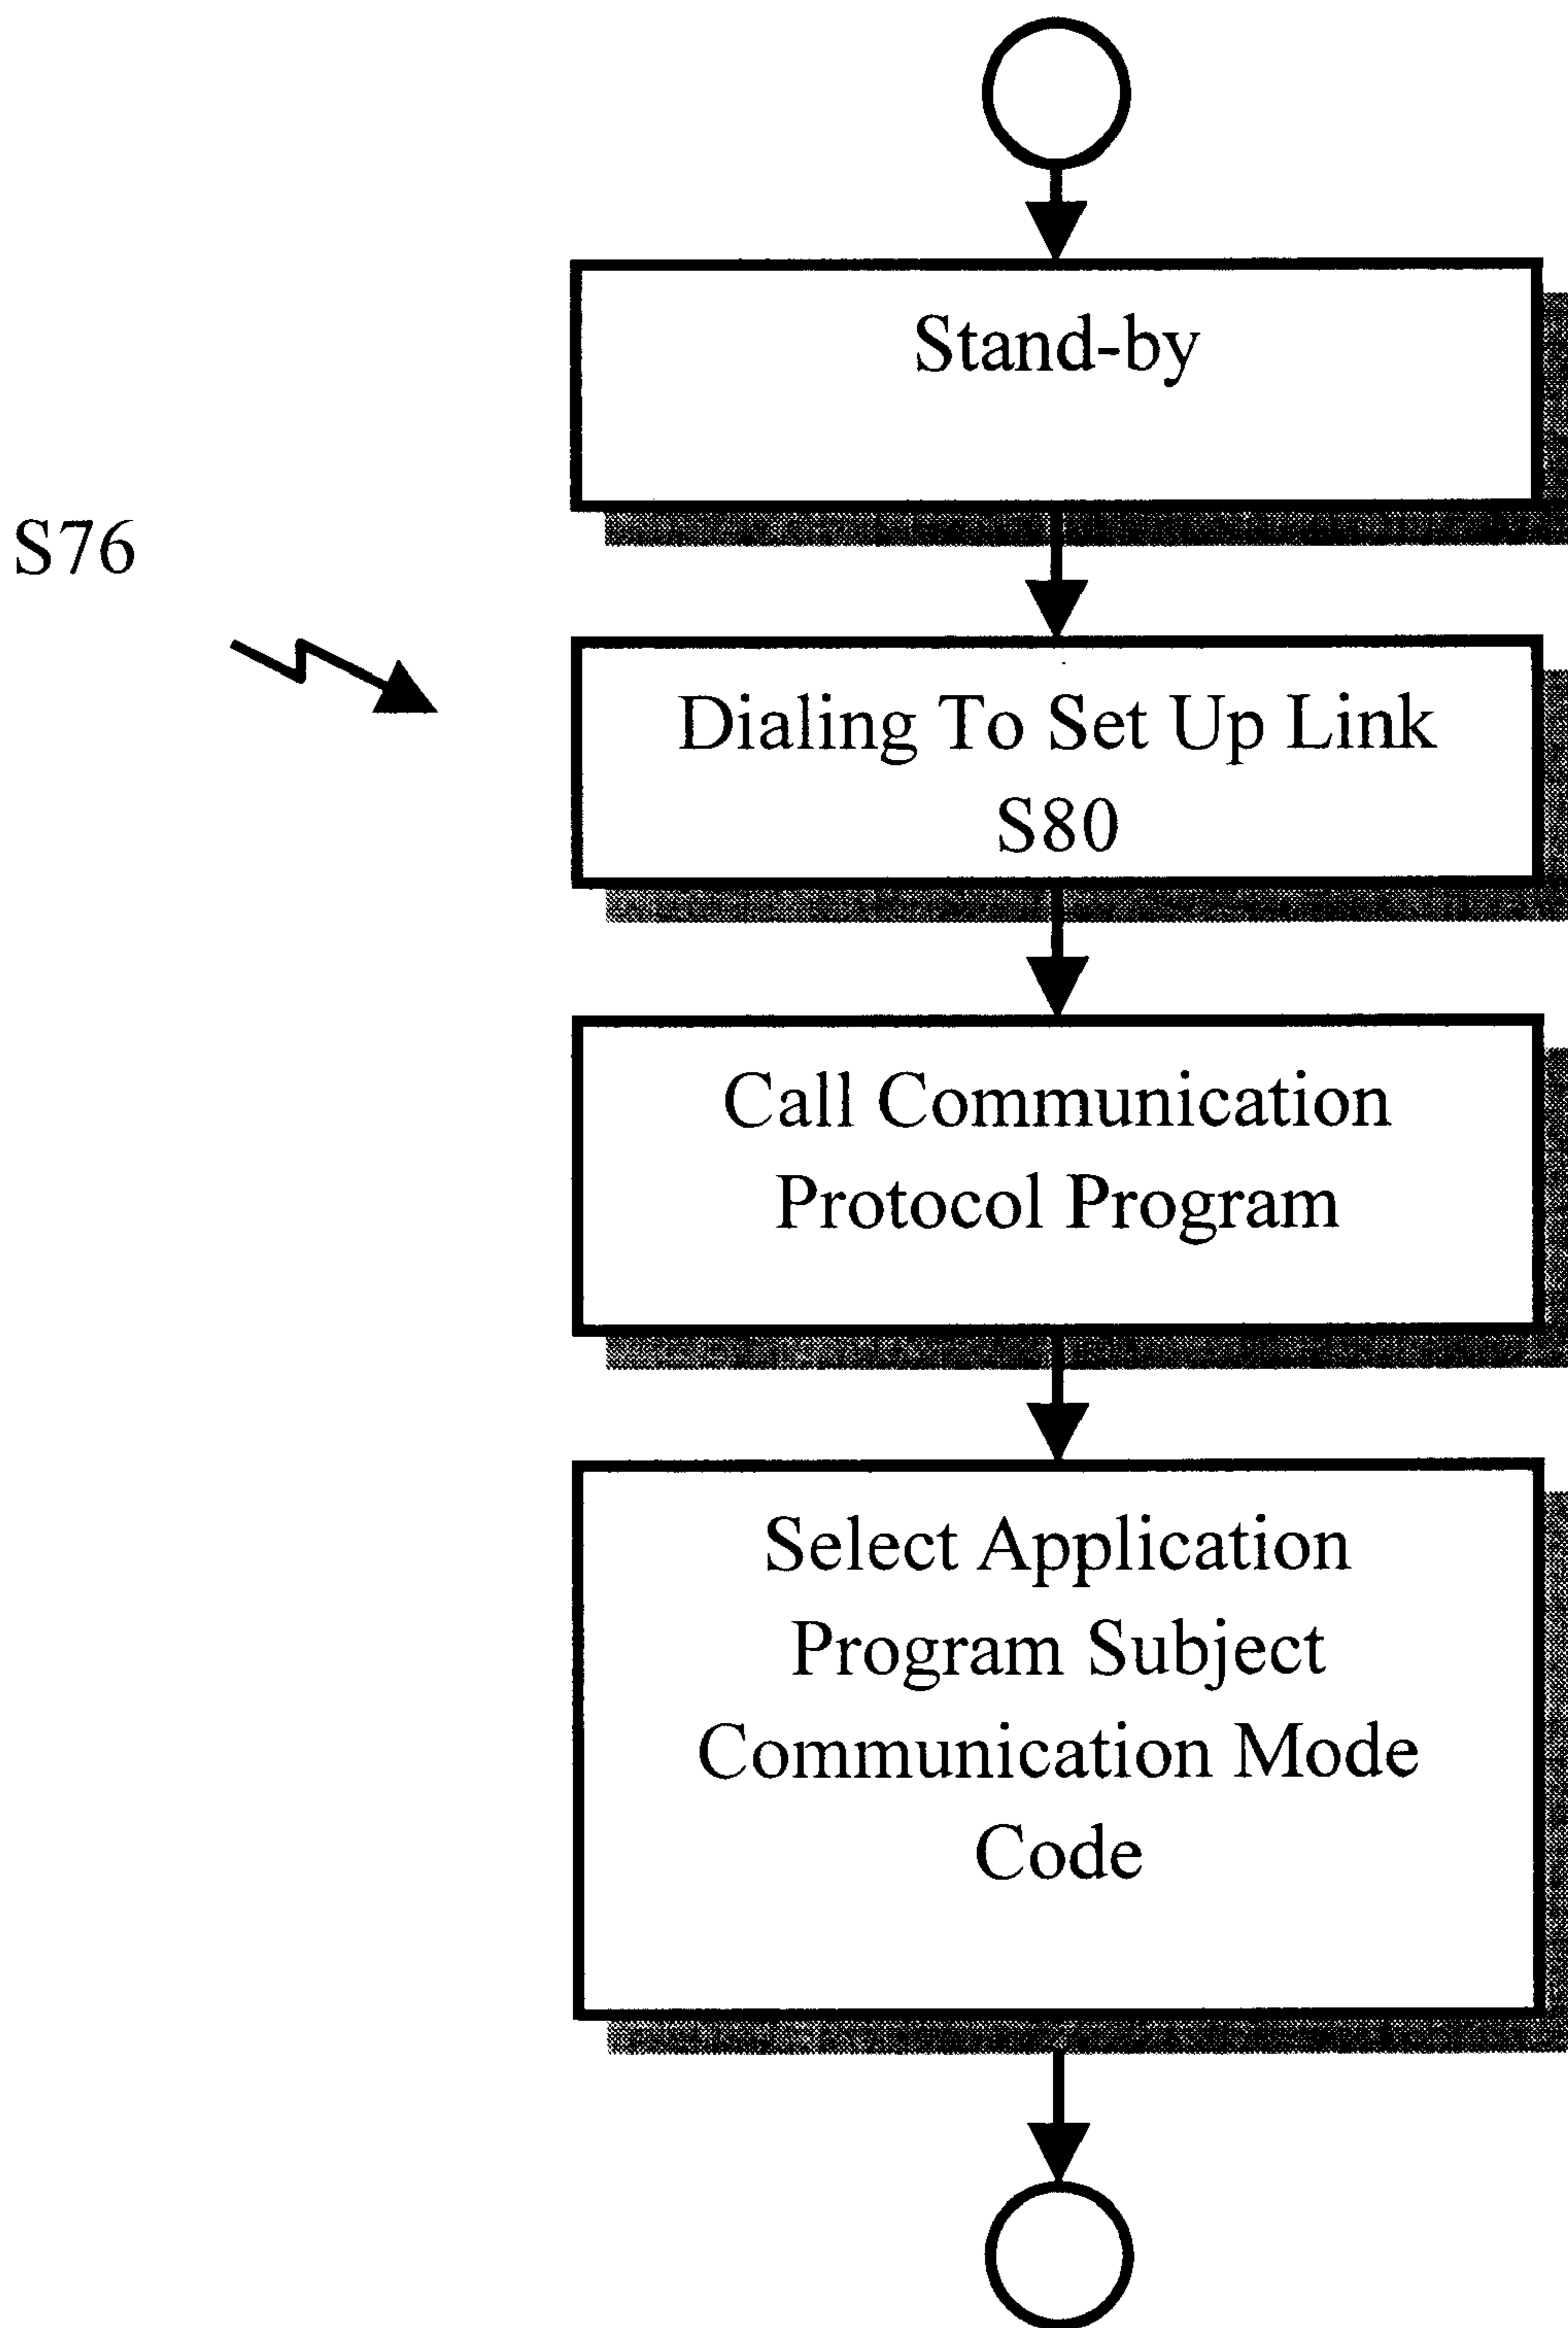 Stand-by
S76
Dialing To Set Up Link
S80
Call Communication
Protocol Program
Select Application
Program Subject
Communication Mode
Code